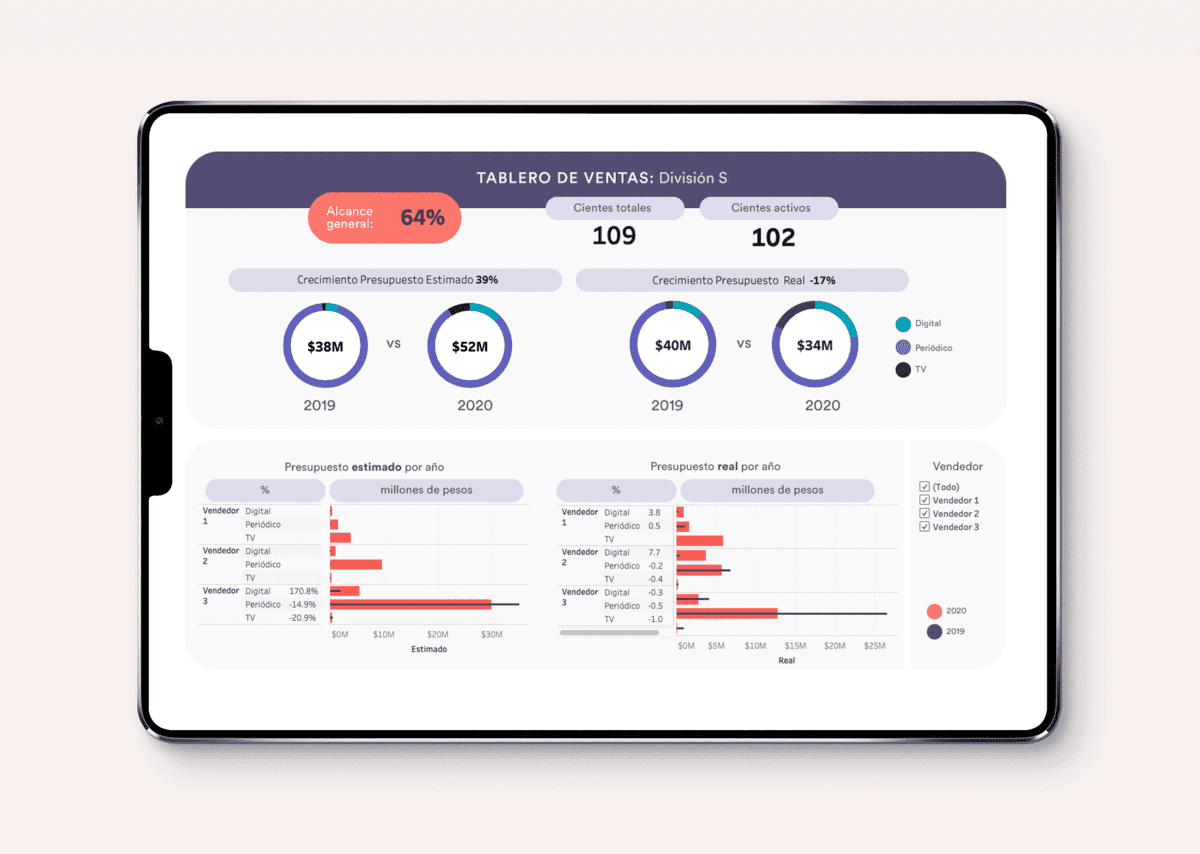 TABLERO DE VENTAS: División S
Alcance
general:
64%
Cientes totales
109
Cientes activos
102
Crecimiento Presupuesto Estimado 39%
$38M
VS
$52M
2019
2020
Crecimiento Presupuesto Real -17%
$40M
VS
$34M
2019
2020
Digital
Periódico
TV
Presupuesto estimado por año
% millones de pesos
Vendedor 1
Digital
Periódico
TV
Vendedor 2
Digital
Periódico
TV
Vendedor 3
Digital 170.8%
Periódico -14.9%
TV -20.9%
$0M $10M $20M $30M
Estimado
Presupuesto real por año
% millones de pesos
Vendedor 1
Digital 3.8
Periódico 0.5
TV
Vendedor 2
Digital 7.7
Periódico -0.2
TV -0.4
Vendedor 3
Digital -0.3
Periódico -0.5
TV -1.0
$0M $5M $10M $15M $20M $25M
Real
Vendedor
(Todo)
Vendedor 1
Vendedor 2
Vendedor 3
2020
2019